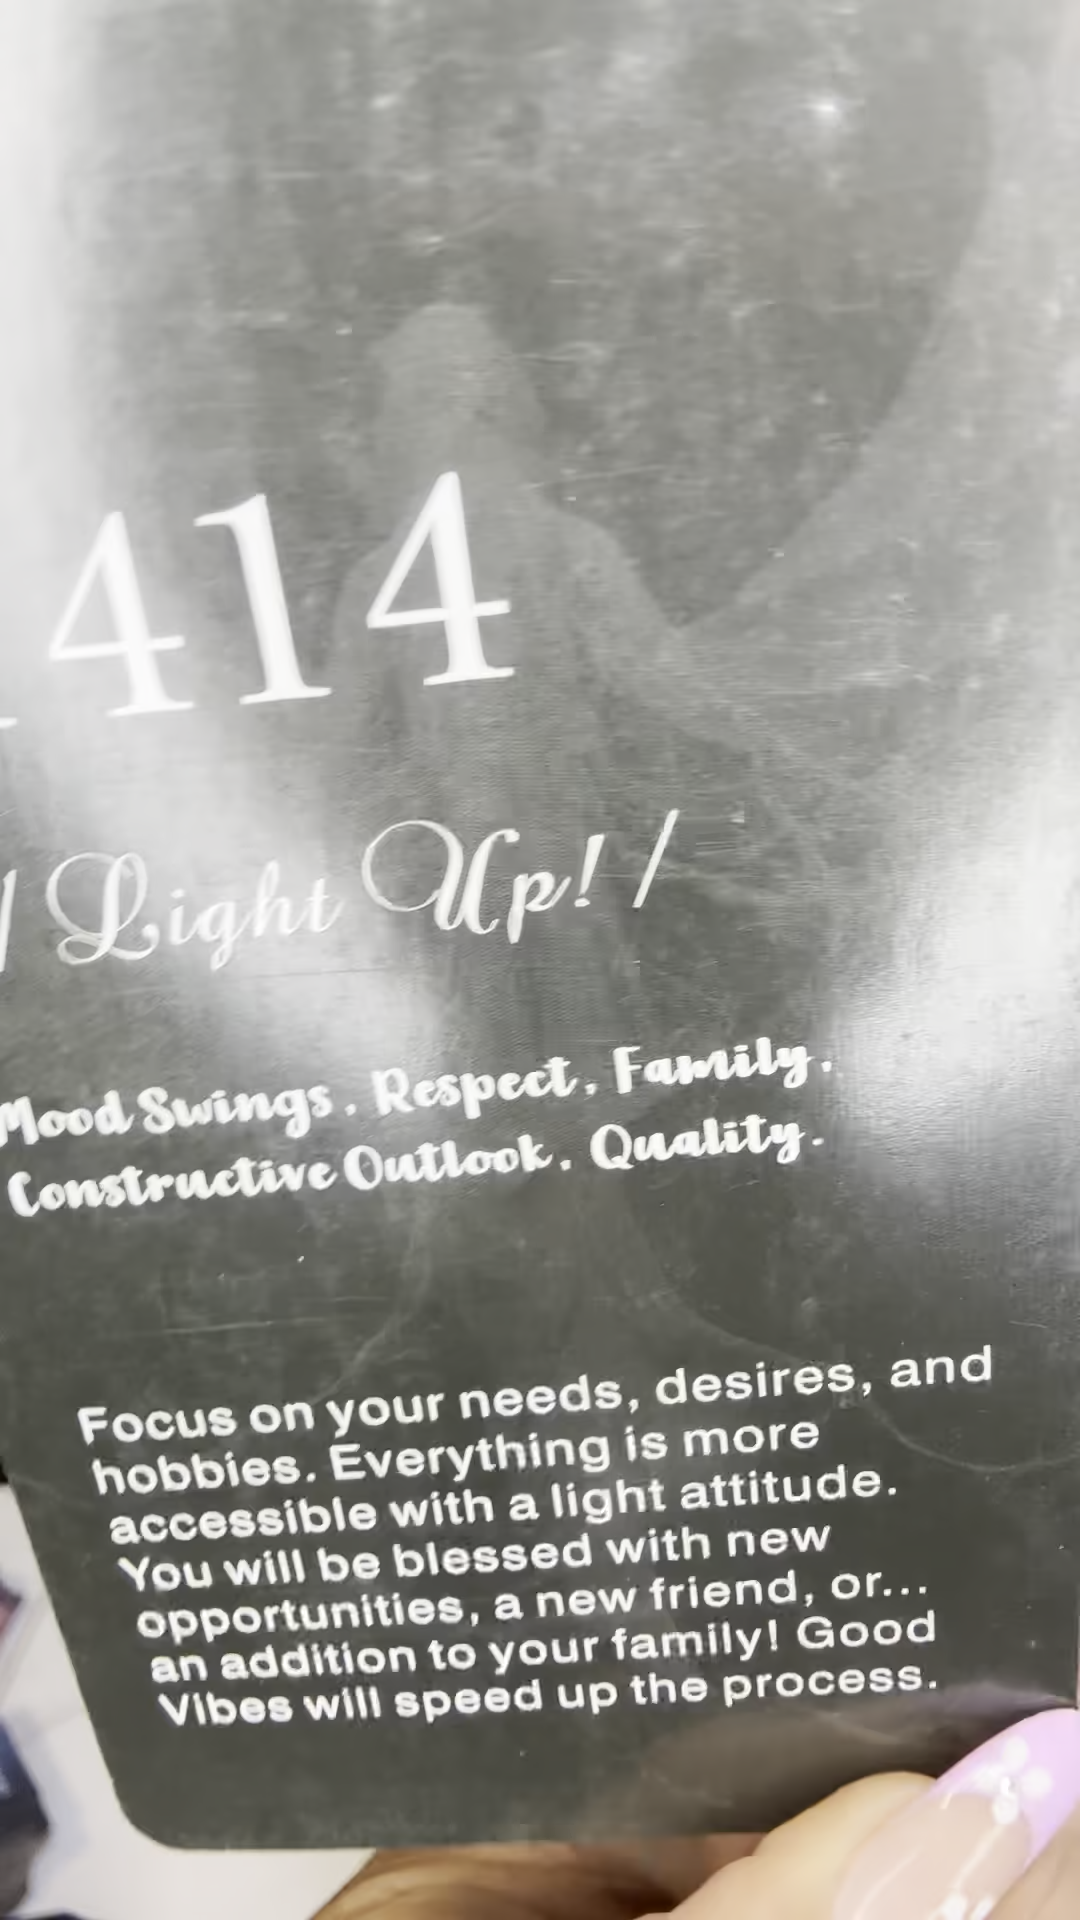 414
/ Light Up! /
Mood Swings. Respect. Family.
Constructive Outlook. Quality.
Focus on your needs, desires, and
hobbies. Everything is more
accessible with a light attitude.
You will be blessed with new
opportunities, a new friend, or...
an addition to your family! Good
Vibes will speed up the process.